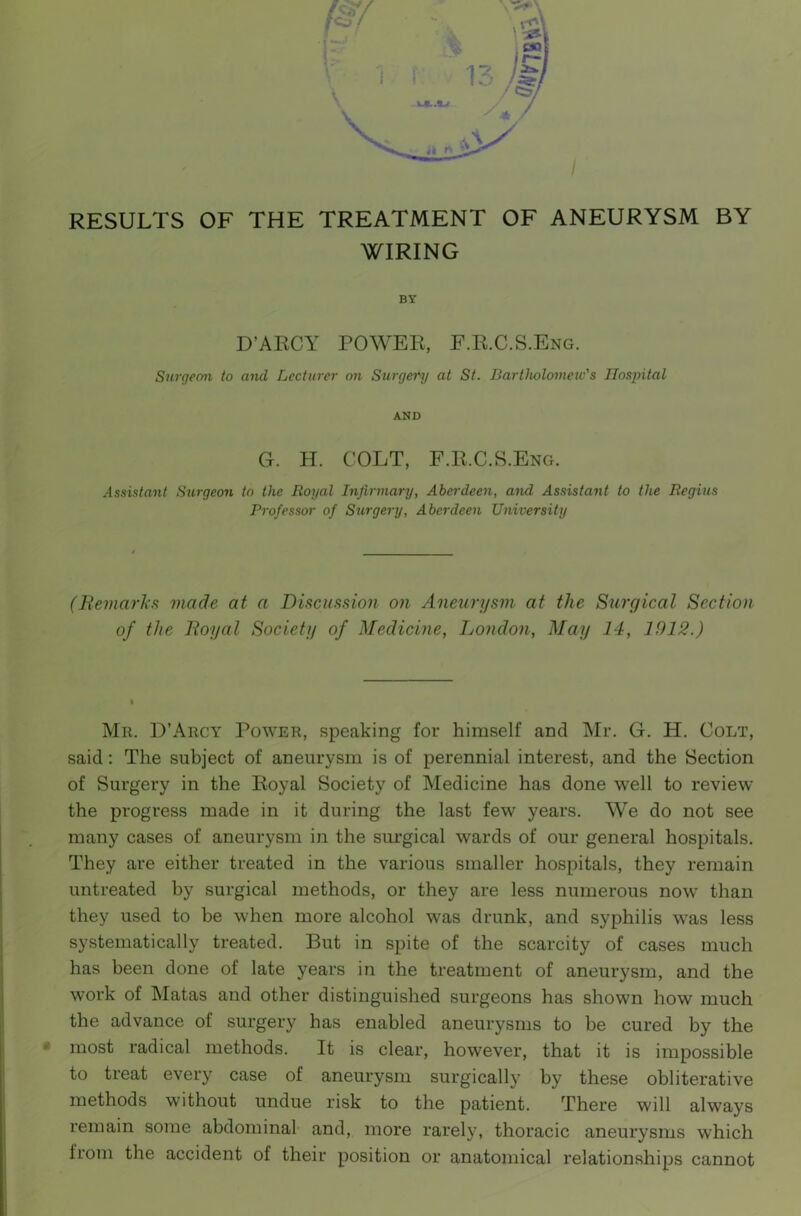 13
RESULTS OF THE TREATMENT OF ANEURYSM BY
WIRING
BY
D'ARCY POWER, F.R.C.S.Eng.
Surgeon to and Lecturer on Surgery at St. Bartholomew's Hospital
AND
G. H. COLT, F.R.C.S.Eng.
Assistant Surgeon to the Royal Infirmary, Aberdeen, and Assistant to the Regius
Professor of Surgery, Aberdeen University
(Remarks made at a Discussion on Aneurysm at the Surgical Section
of the Royal Society of Medicine, London, May 14, 1912.)
Mr. D'Arcy Power, speaking for himself and Mr. G. H. Colt,
said: The subject of aneurysm is of perennial interest, and the Section
of Surgery in the Royal Society of Medicine has done well to review
the progress made in it during the last few years. We do not see
many cases of aneurysm in the surgical wards of our general hospitals.
They are either treated in the various smaller hospitals, they remain
untreated by surgical methods, or they are less numerous now than
they used to be when more alcohol was drunk, and syphilis was less
systematically treated. But in spite of the scarcity of cases much
has been done of late years in the treatment of aneurysm, and the
work of Matas and other distinguished surgeons has shown how much
the advance of surgery has enabled aneurysms to be cured by the
most radical methods. It is clear, however, that it is impossible
to treat every case of aneurysm surgically by these obliterative
methods without undue risk to the patient. There will always
remain some abdominal and, more rarely, thoracic aneurysms which
from the accident of their position or anatomical relationships cannot